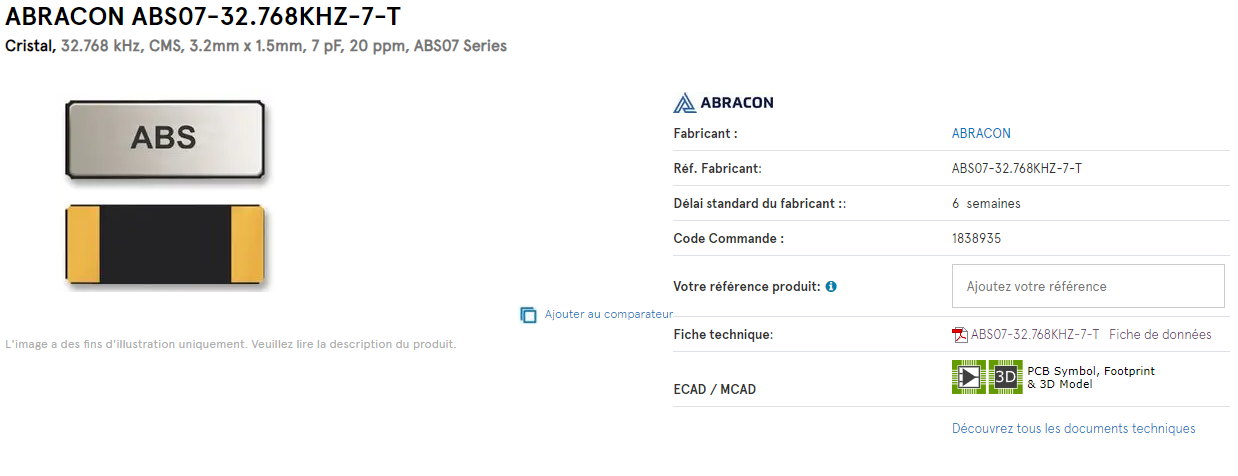 ABRACON ABS07-32.768KHZ-7-T
Cristal, 32.768 kHz, CMS, 3.2mm x 1.5mm, 7 pF, 20 ppm, ABS07 Series
ABS
ABRACON
Fabricant : ABRACON
Réf. Fabricant: ABS07-32.768KHZ-7-T
Délai standard du fabricant :: 6 semaines
Code Commande : 1838935
Votre référence produit: Ajoutez votre référence
Ajouter au comparateur
L'image a des fins d'illustration uniquement. Veuillez lire la description du produit.
Fiche technique: ABS07-32.768KHZ-7-T Fiche de données
ECAD / MCAD 3D PCB Symbol, Footprint
& 3D Model
Découvrez tous les documents techniques